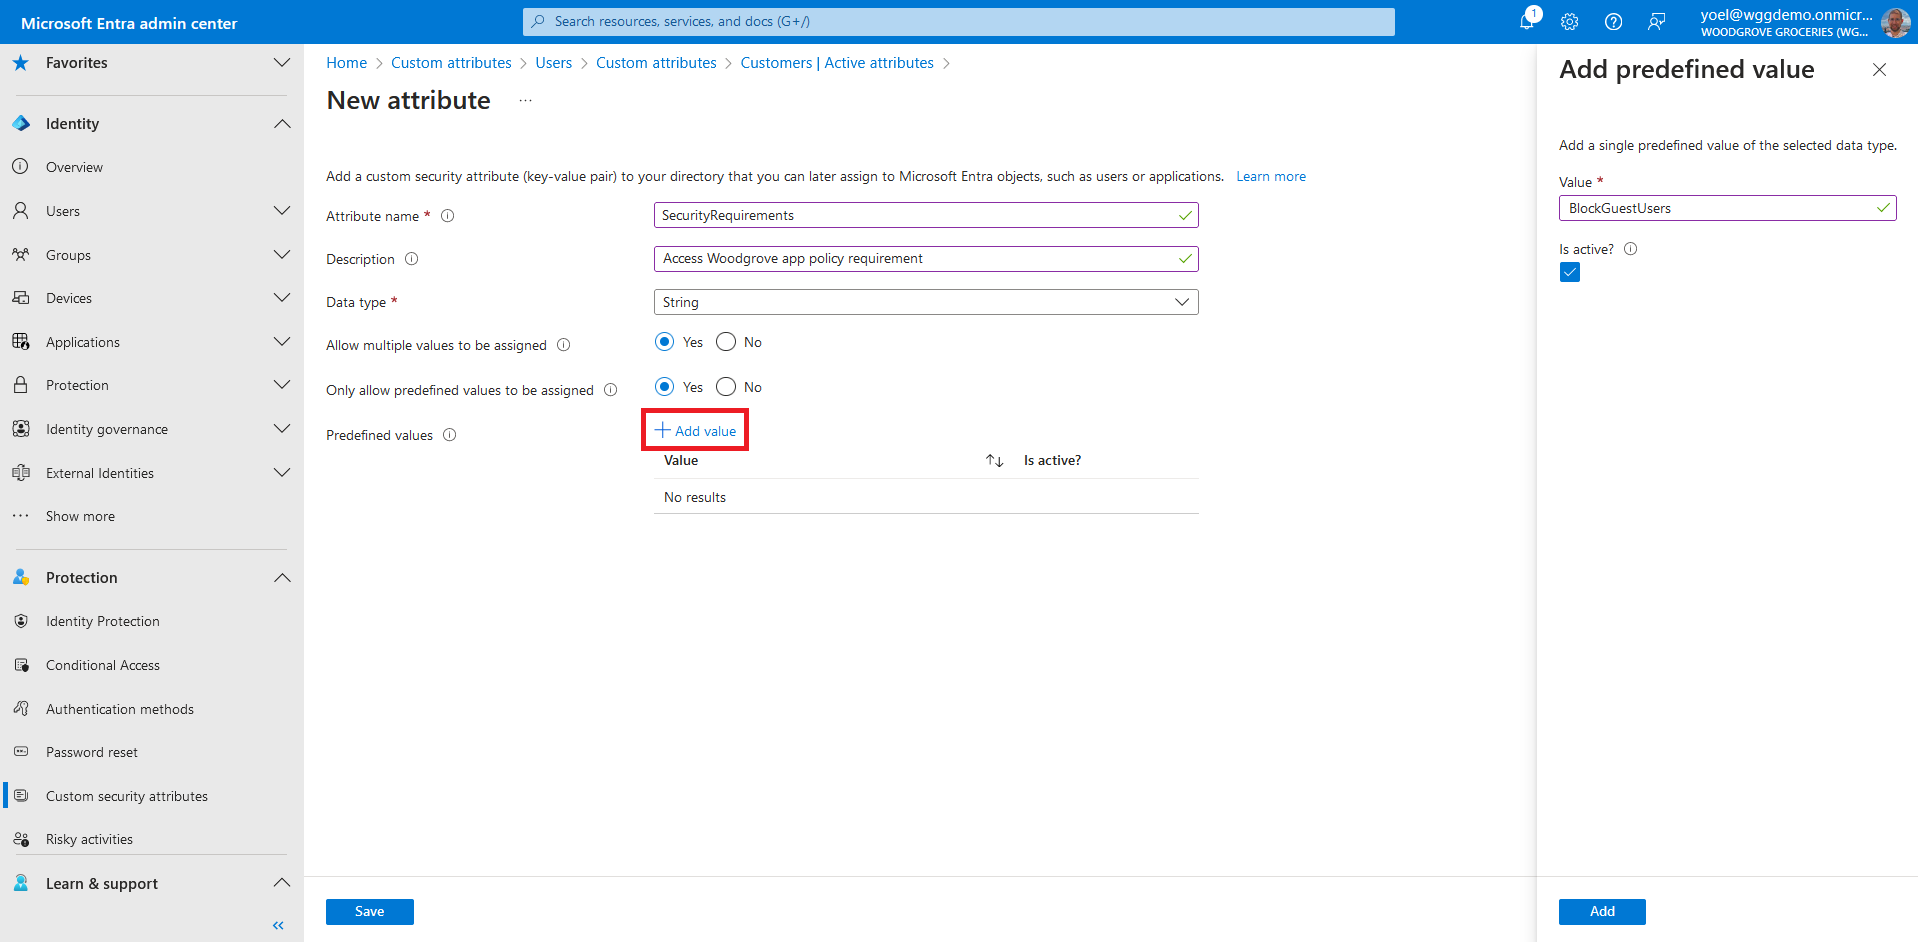 Microsoft Entra admin center
Search resources, services, and docs (G+/)
1
yoel@wggdemo.onmicr...
WOODGROVE GROCERIES (WG...
Favorites
Identity
Overview
Users
Groups
Devices
Applications
Protection
Identity governance
External Identities
Show more
Protection
Identity Protection
Conditional Access
Authentication methods
Password reset
Custom security attributes
Risky activities
Learn & support
Home > Custom attributes > Users > Custom attributes > Customers | Active attributes >
New attribute ...
Add a custom security attribute (key-value pair) to your directory that you can later assign to Microsoft Entra objects, such as users or applications. Learn more
Attribute name * SecurityRequirements
Description Access Woodgrove app policy requirement
Data type * String
Allow multiple values to be assigned Yes No
Only allow predefined values to be assigned Yes No
Predefined values + Add value
Value Is active?
No results
Save
Add predefined value
Add a single predefined value of the selected data type.
Value *
BlockGuestUsers
Is active?
Add